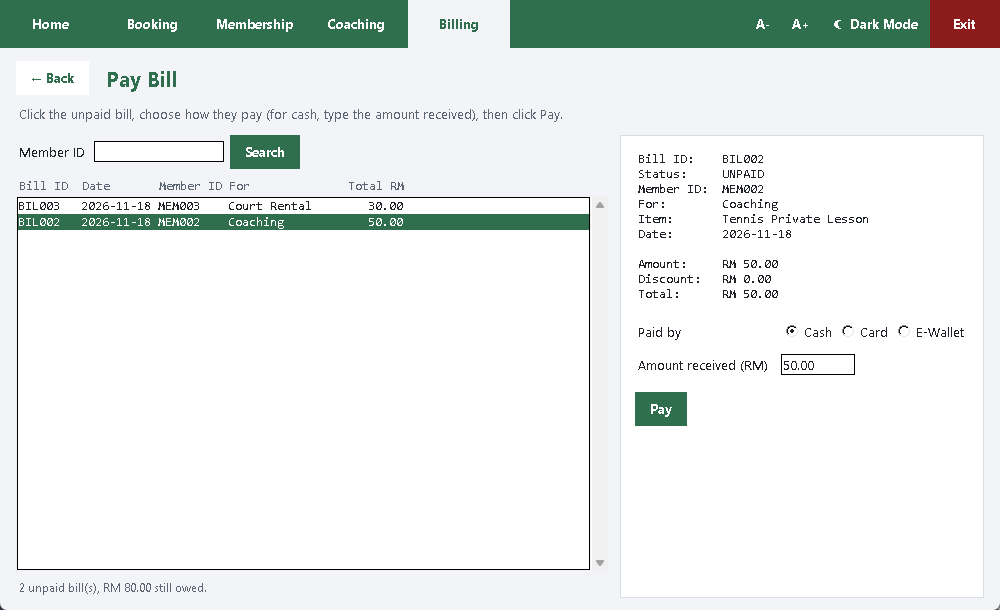 Home Booking Membership Coaching Billing A- A+ ☾ Dark Mode Exit
← Back Pay Bill
Click the unpaid bill, choose how they pay (for cash, type the amount received), then click Pay.
Member ID Search
Bill ID Date Member ID For Total RM
BIL003 2026-11-18 MEM003 Court Rental 30.00
BIL002 2026-11-18 MEM002 Coaching 50.00
2 unpaid bill(s), RM 80.00 still owed.
Bill ID: BIL002
Status: UNPAID
Member ID: MEM002
For: Coaching
Item: Tennis Private Lesson
Date: 2026-11-18
Amount: RM 50.00
Discount: RM 0.00
Total: RM 50.00
Paid by Cash Card E-Wallet
Amount received (RM) 50.00
Pay